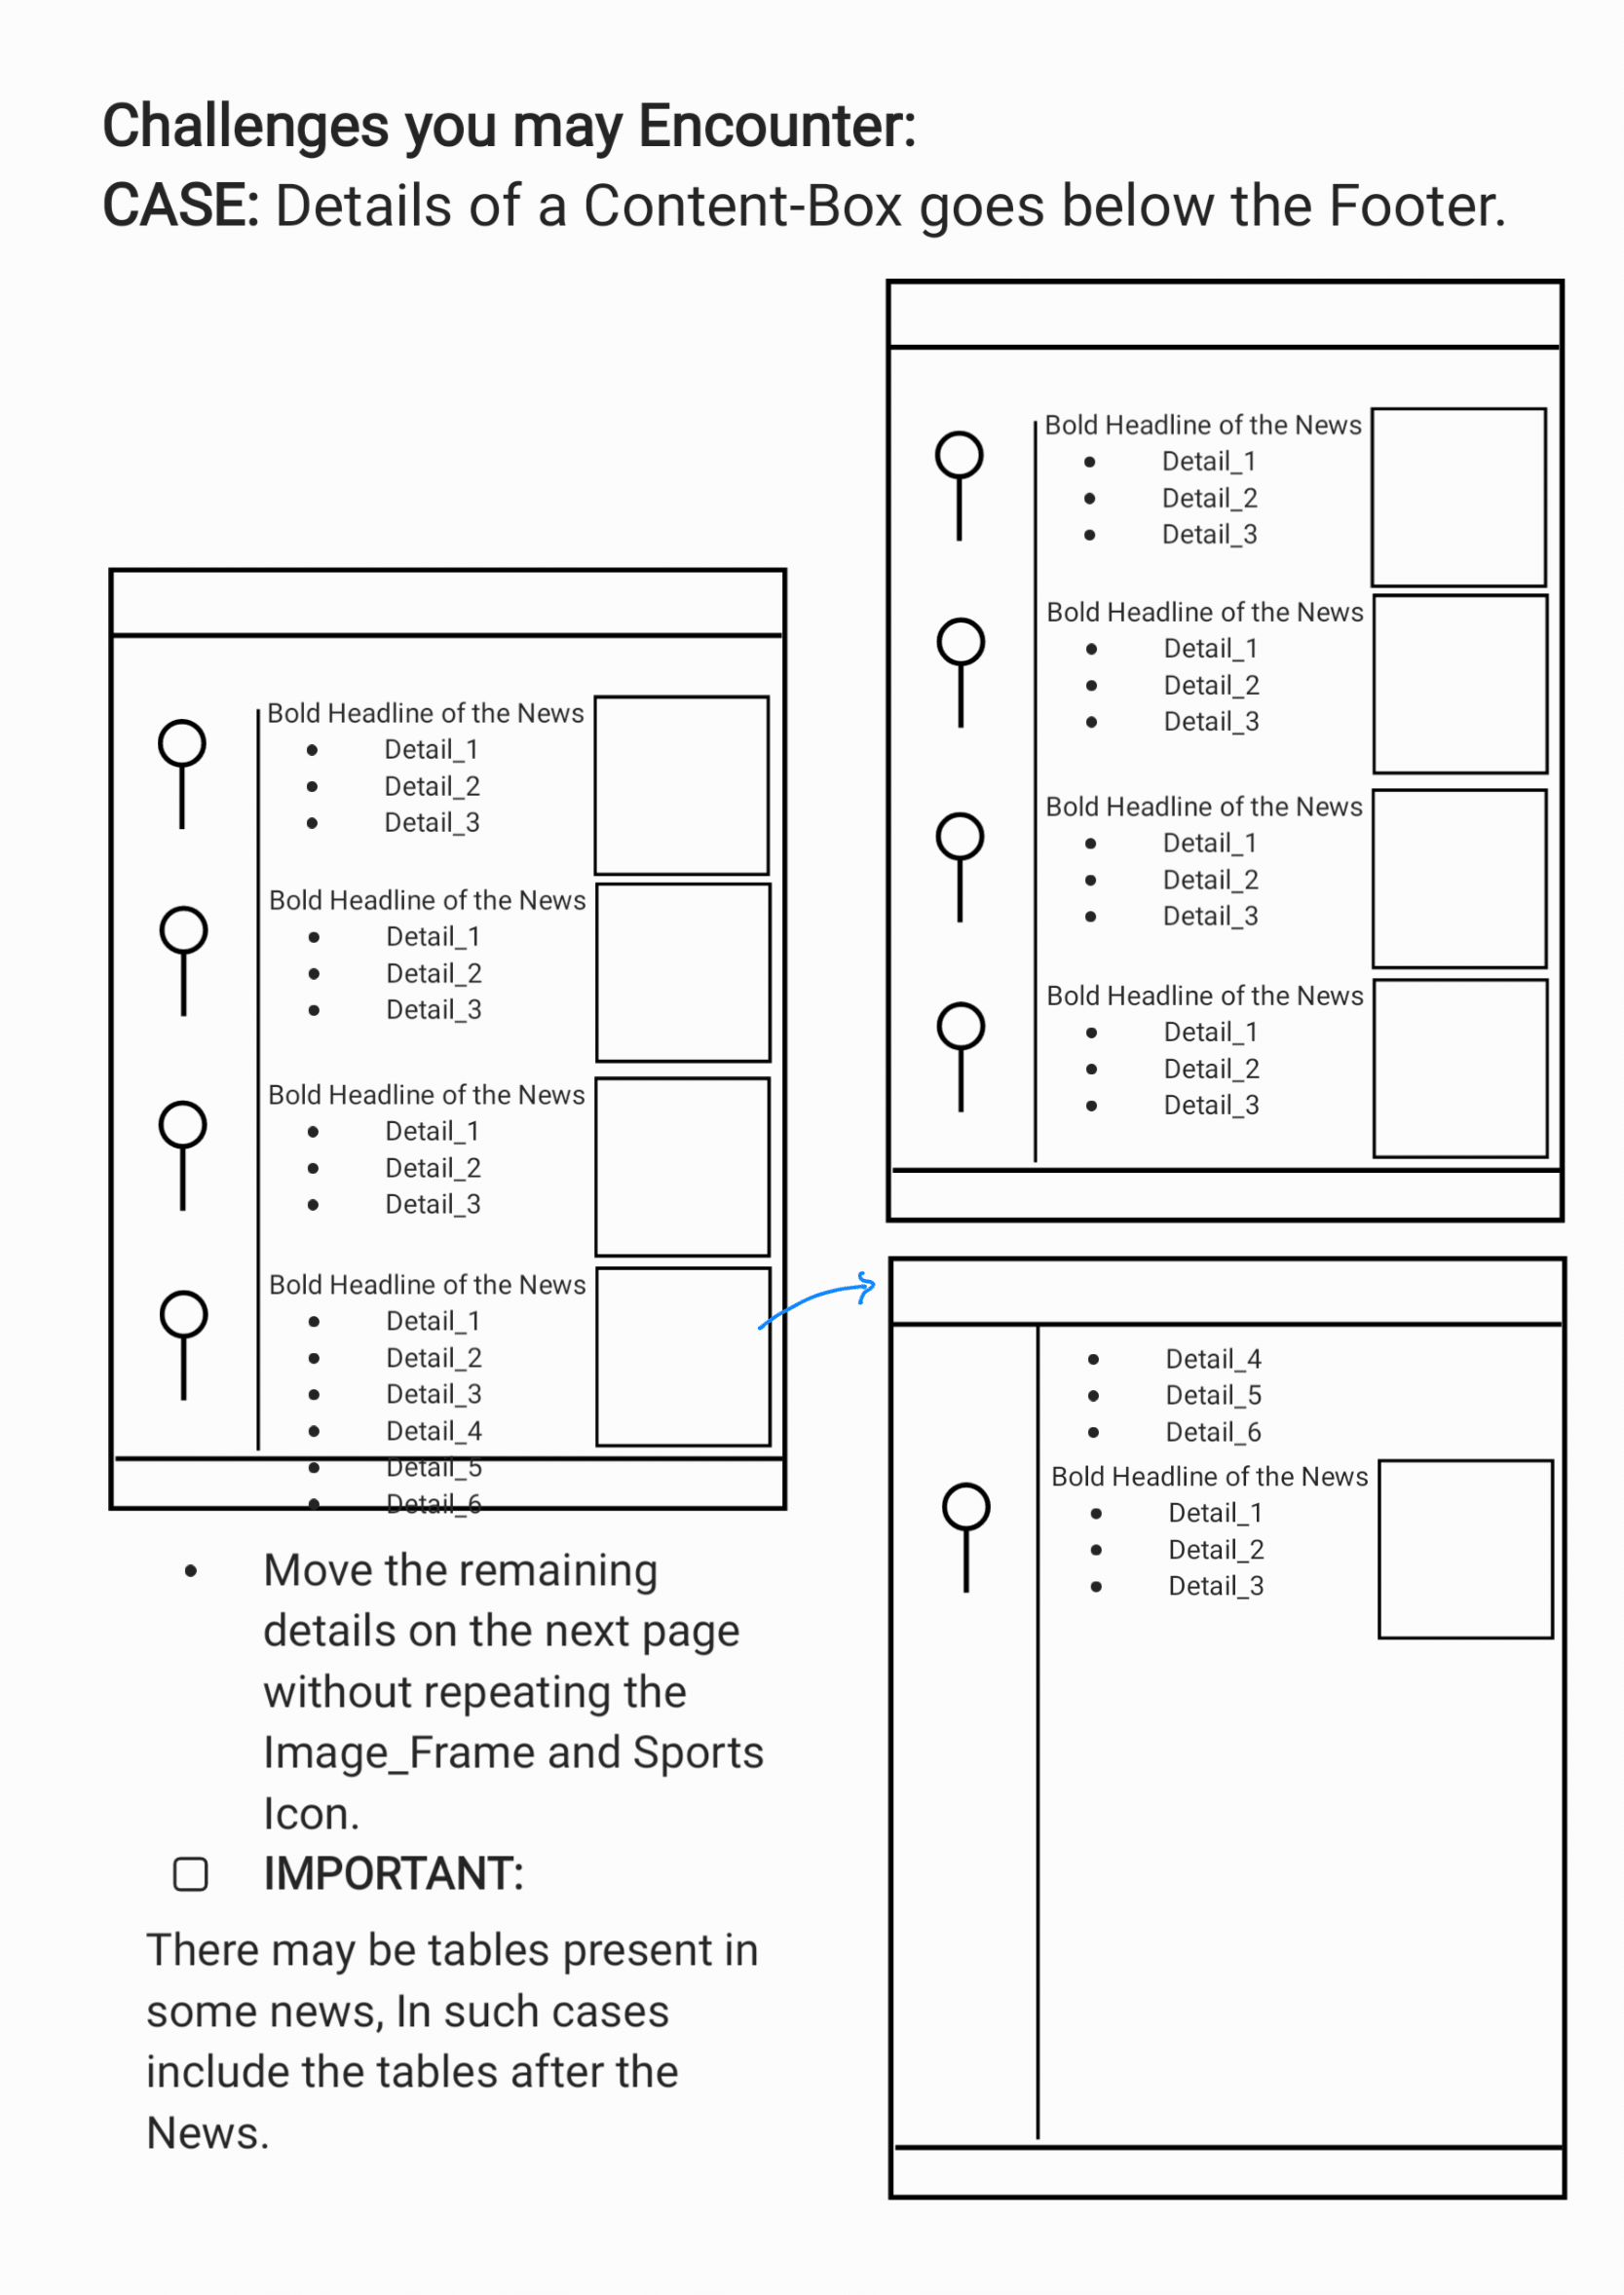 Challenges you may Encounter:
CASE: Details of a Content-Box goes below the Footer.
Bold Headline of the News
• Detail_1
• Detail_2
• Detail_3
Bold Headline of the News
• Detail_1
• Detail_2
• Detail_3
Bold Headline of the News
• Detail_1
• Detail_2
• Detail_3
Bold Headline of the News
• Detail_1
• Detail_2
• Detail_3
• Detail_4
• Detail_5
• Detail_6
• Move the remaining
details on the next page
without repeating the
Image_Frame and Sports
Icon.
IMPORTANT:
There may be tables present in
some news, In such cases
include the tables after the
News.
Bold Headline of the News
• Detail_1
• Detail_2
• Detail_3
Bold Headline of the News
• Detail_1
• Detail_2
• Detail_3
Bold Headline of the News
• Detail_1
• Detail_2
• Detail_3
Bold Headline of the News
• Detail_1
• Detail_2
• Detail_3
• Detail_4
• Detail_5
• Detail_6
Bold Headline of the News
• Detail_1
• Detail_2
• Detail_3